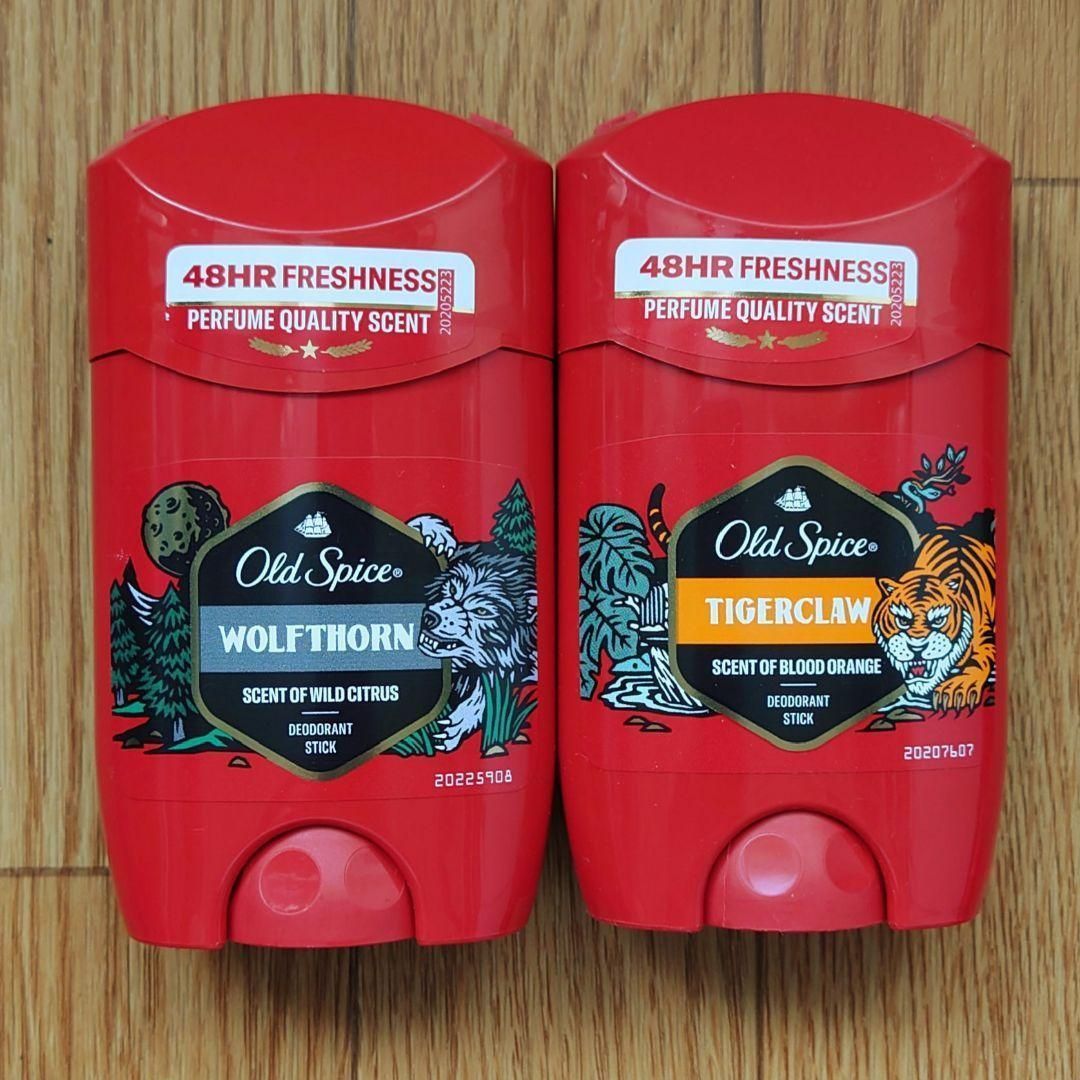 48HR FRESHNESS
PERFUME QUALITY SCENT
20205223
Old Spice®
WOLFTHORN
SCENT OF WILD CITRUS
DEODORANT
STICK
20225908
48HR FRESHNESS
PERFUME QUALITY SCENT
20205223
Old Spice®
TIGERCLAW
SCENT OF BLOOD ORANGE
DEODORANT
STICK
20207607